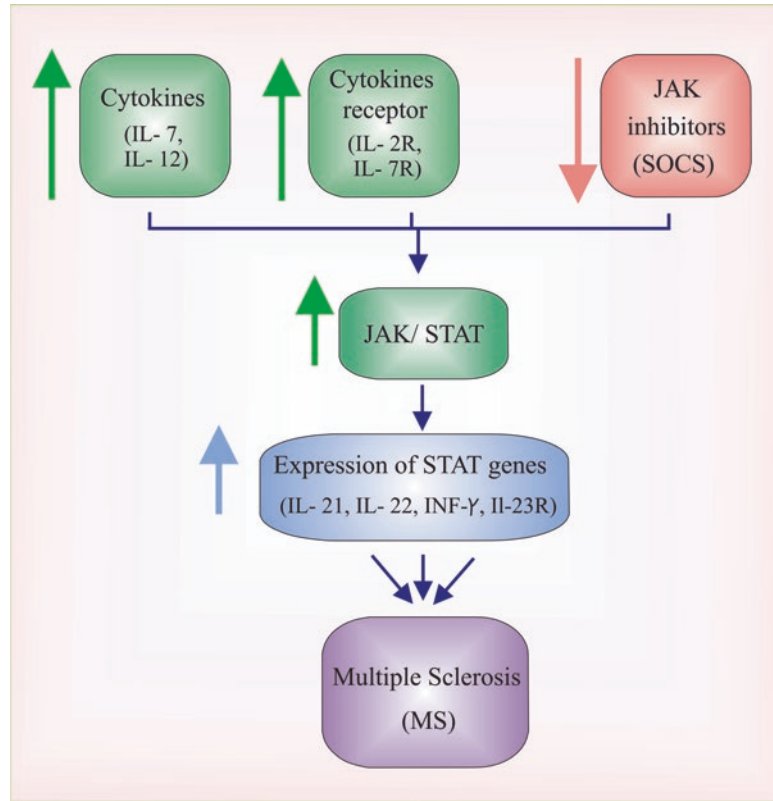 Cytokines
(IL- 7,
IL- 12)
Cytokines
receptor
(IL- 2R,
IL- 7R)
JAK
inhibitors
(SOCS)
JAK/ STAT
Expression of STAT genes
(IL- 21, IL- 22, INF-γ, Il-23R)
Multiple Sclerosis
(MS)